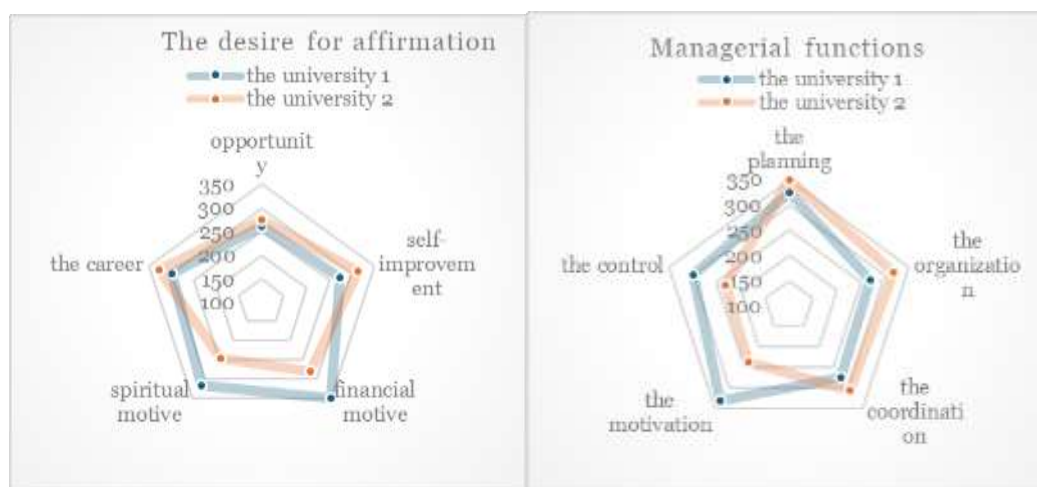 The desire for affirmation
the university 1
the university 2
opportunit
y
350
300
250
200
150
100
self-
improvem
ent
financial
motive
spiritual
motive
the career
Managerial functions
the university 1
the university 2
the
planning
350
300
250
200
150
100
the
organizatio
n
the
coordinati
on
the
motivation
the control